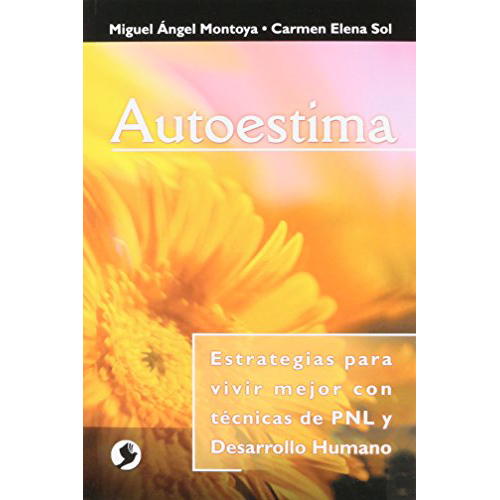 Miguel Ángel Montoya • Carmen Elena Sol
Autoestima
Estrategias para
vivir mejor con
técnicas de PNL y
Desarrollo Humano